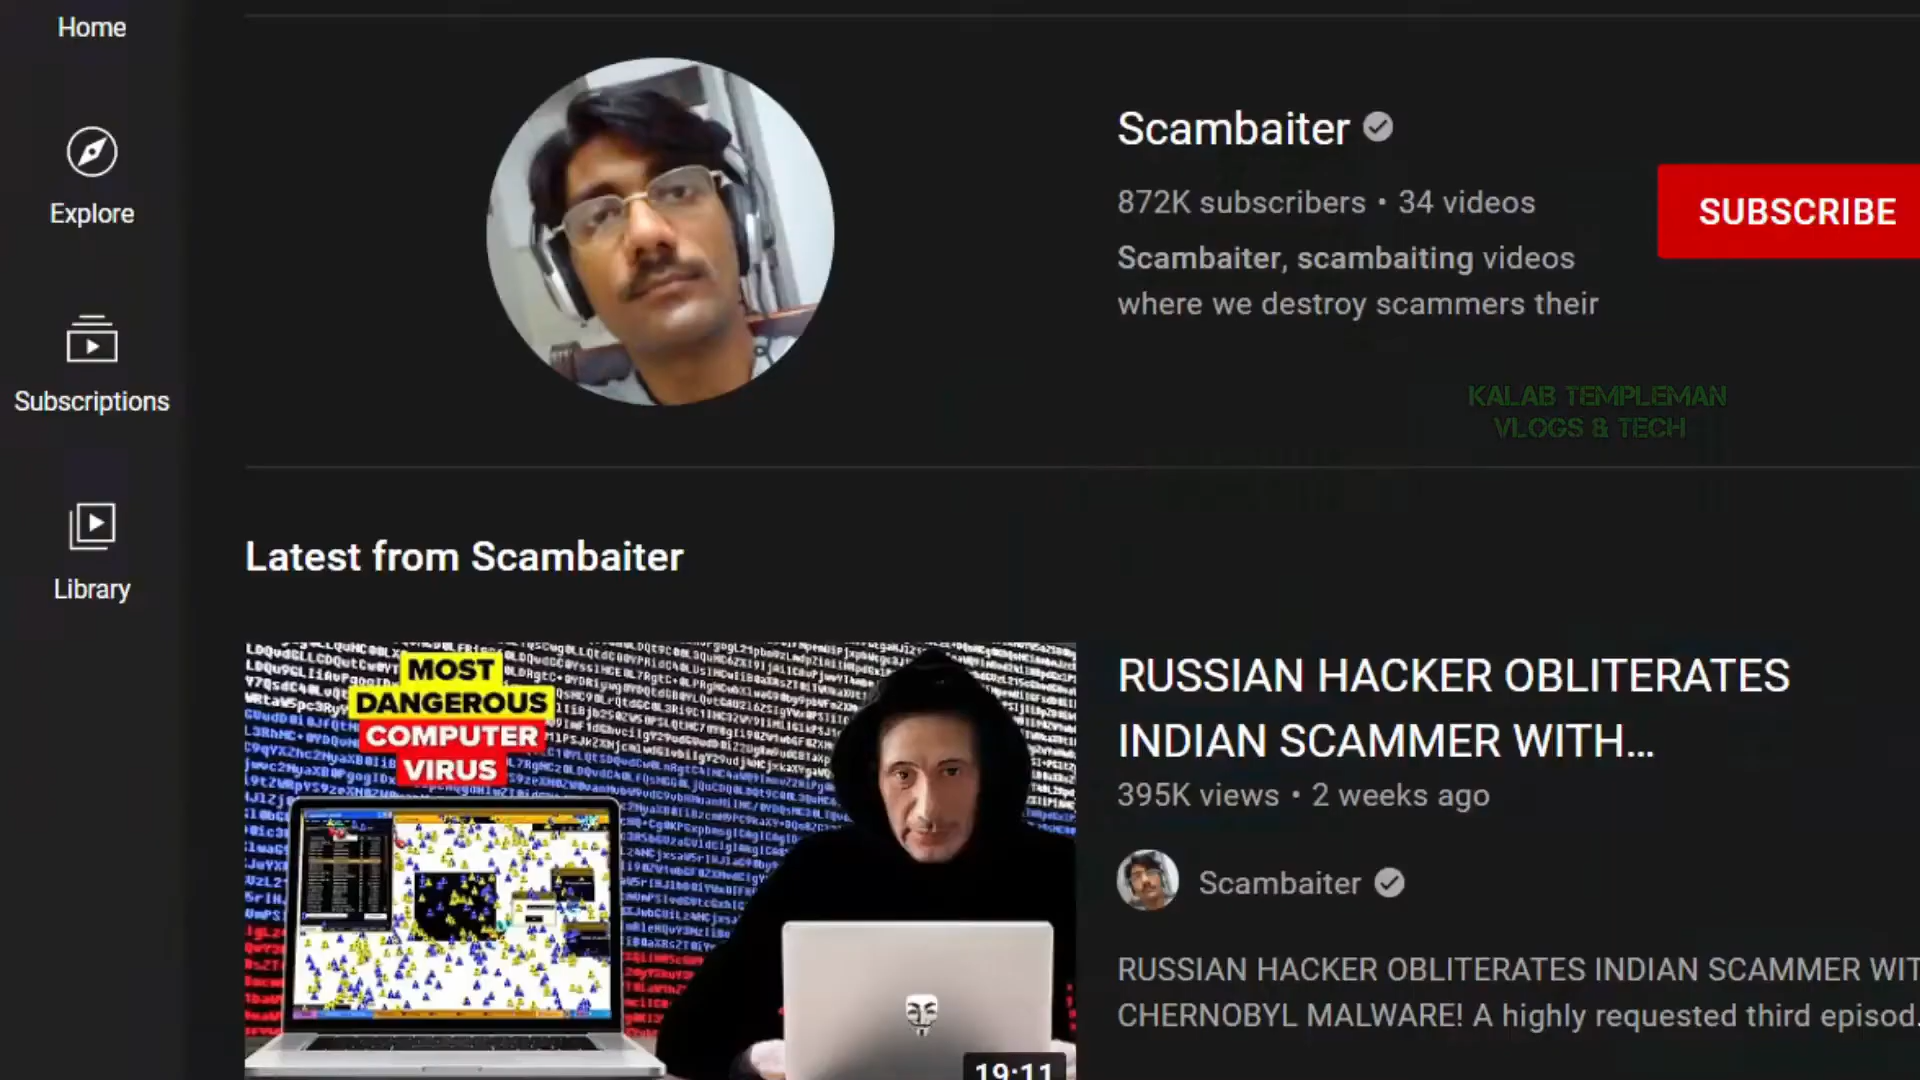 Home
Explore
Subscriptions
Library
Scambaiter
872K subscribers • 34 videos
Scambaiter, scambaiting videos
where we destroy scammers their
SUBSCRIBE
KALAB TEMPLEMAN
VLOGS & TECH
Latest from Scambaiter
MOST
DANGEROUS
COMPUTER
VIRUS
19:11
RUSSIAN HACKER OBLITERATES
INDIAN SCAMMER WITH...
395K views • 2 weeks ago
Scambaiter
RUSSIAN HACKER OBLITERATES INDIAN SCAMMER WIT
CHERNOBYL MALWARE! A highly requested third episod.